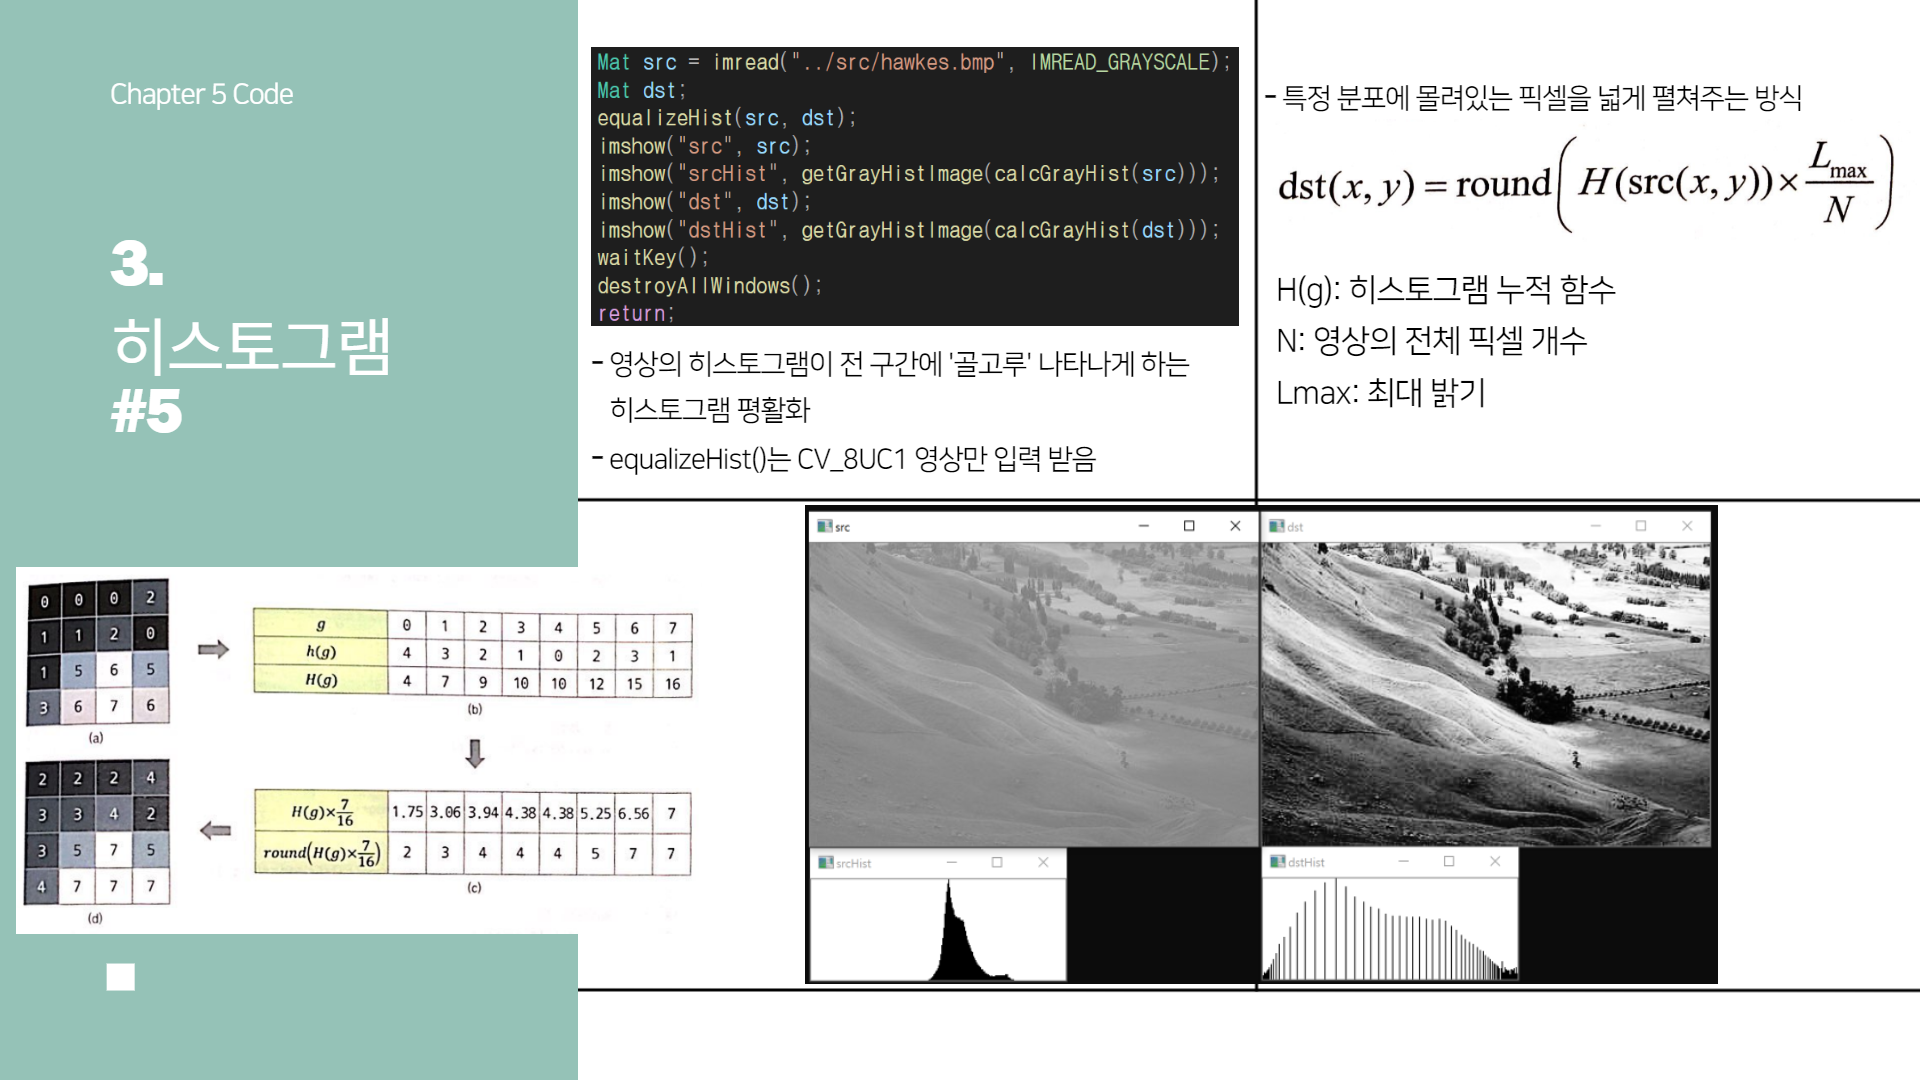 Chapter 5 Code
3.
히스토그램
#5
Mat src = imread("../src/hawkes.bmp", IMREAD_GRAYSCALE);
Mat dst;
equalizeHist(src, dst);
imshow("src", src);
imshow("srcHist", getGrayHistImage(calcGrayHist(src)));
imshow("dst", dst);
imshow("dstHist", getGrayHistImage(calcGrayHist(dst)));
waitKey();
destroyAllWindows();
return;
- 영상의 히스토그램이 전 구간에 '골고루' 나타나게 하는
히스토그램 평활화
- equalizeHist()는 CV_8UC1 영상만 입력 받음
- 특정 분포에 몰려있는 픽셀을 넓게 펼쳐주는 방식
dst(x, y) = round( H(src(x, y)) × Lmax/N )
H(g): 히스토그램 누적 함수
N: 영상의 전체 픽셀 개수
Lmax: 최대 밝기
0 0 0 2
1 1 2 0
1 5 6 5
3 6 7 6
(a)
g 0 1 2 3 4 5 6 7
h(g) 4 3 2 1 0 2 3 1
H(g) 4 7 9 10 10 12 15 16
(b)
H(g)×7/16 1.75 3.06 3.94 4.38 4.38 5.25 6.56 7
round(H(g)×7/16) 2 3 4 4 4 5 7 7
(c)
2 2 2 4
3 3 4 2
3 5 7 5
4 7 7 7
(d)
src
dst
srcHist
dstHist